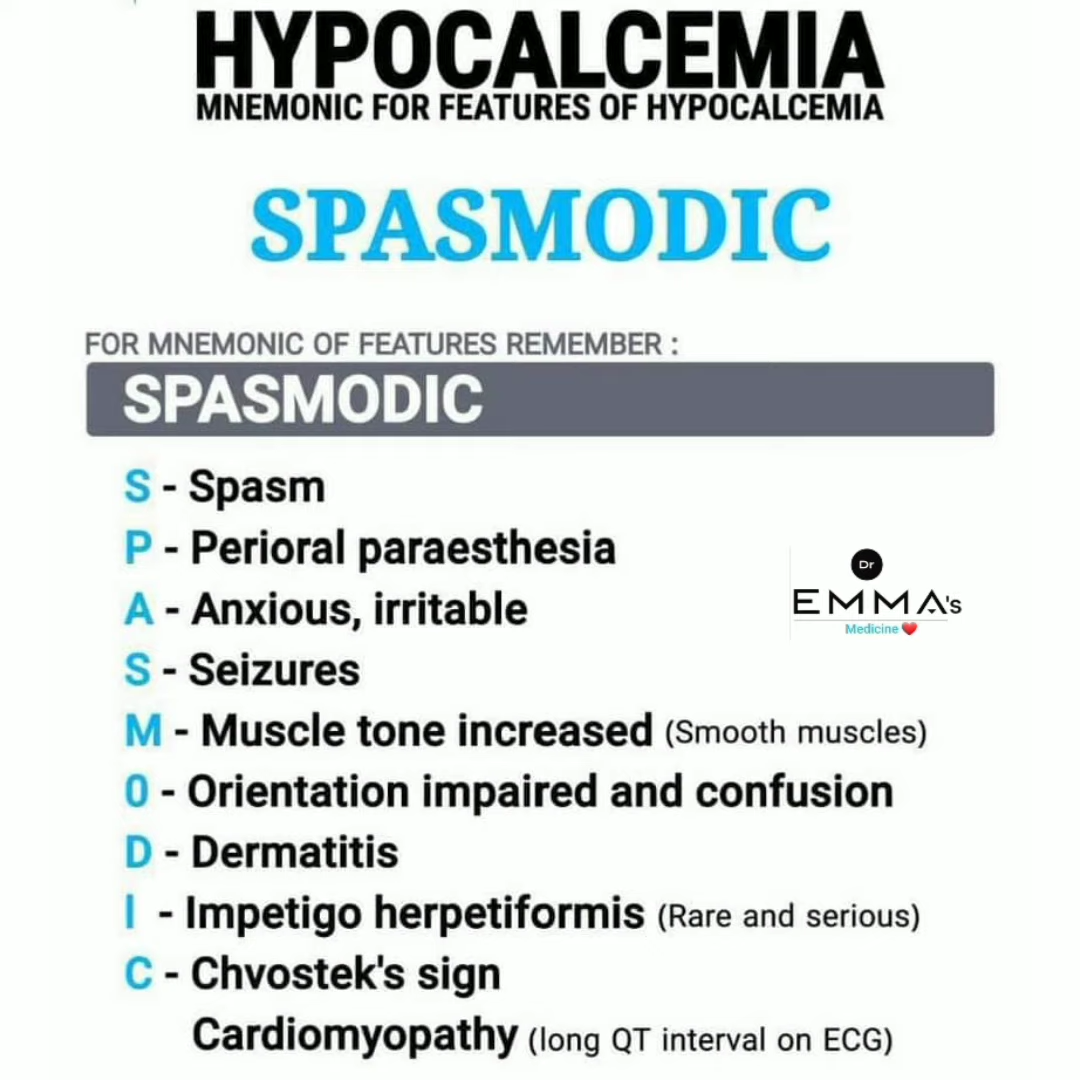 HYPOCALCEMIA
MNEMONIC FOR FEATURES OF HYPOCALCEMIA
SPASMODIC
FOR MNEMONIC OF FEATURES REMEMBER :
SPASMODIC
S - Spasm
P - Perioral paraesthesia
A - Anxious, irritable
S - Seizures
M - Muscle tone increased (Smooth muscles)
O - Orientation impaired and confusion
D - Dermatitis
I - Impetigo herpetiformis (Rare and serious)
C - Chvostek's sign
Cardiomyopathy (long QT interval on ECG)
Dr
EMMA's
Medicine ❤️